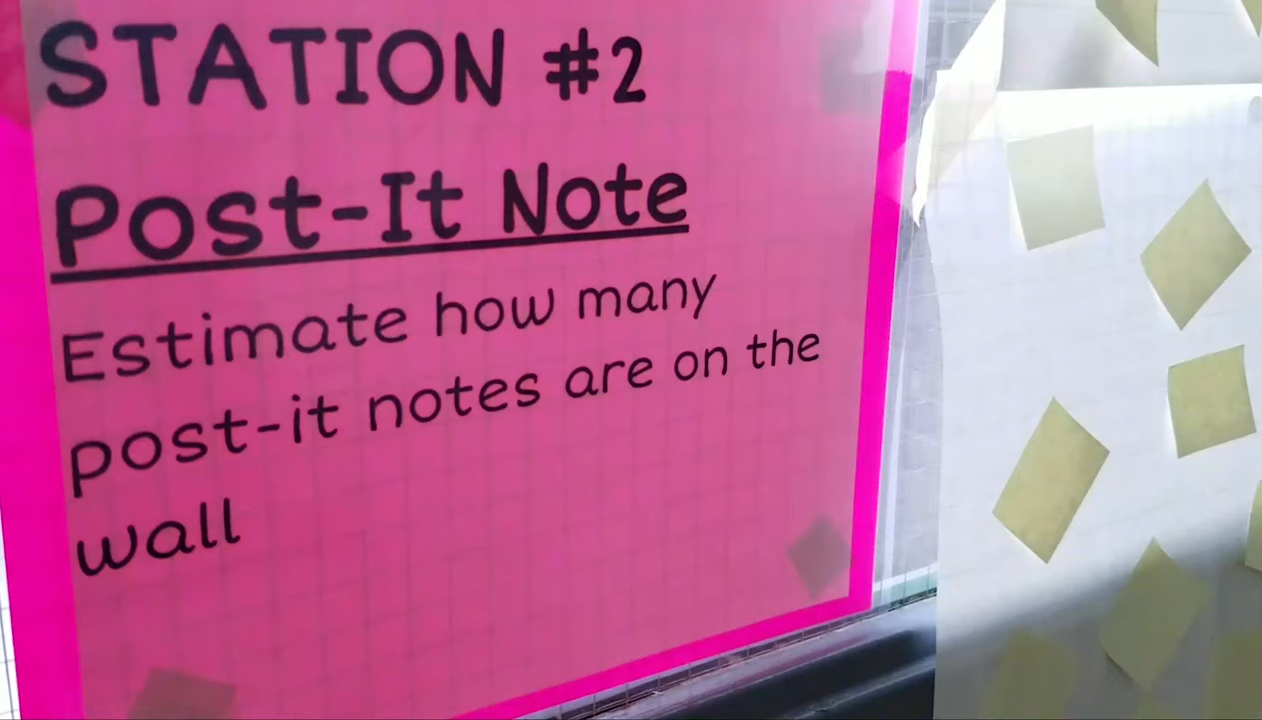 STATION #2
Post-It Note
Estimate how many
post-it notes are on the
wall